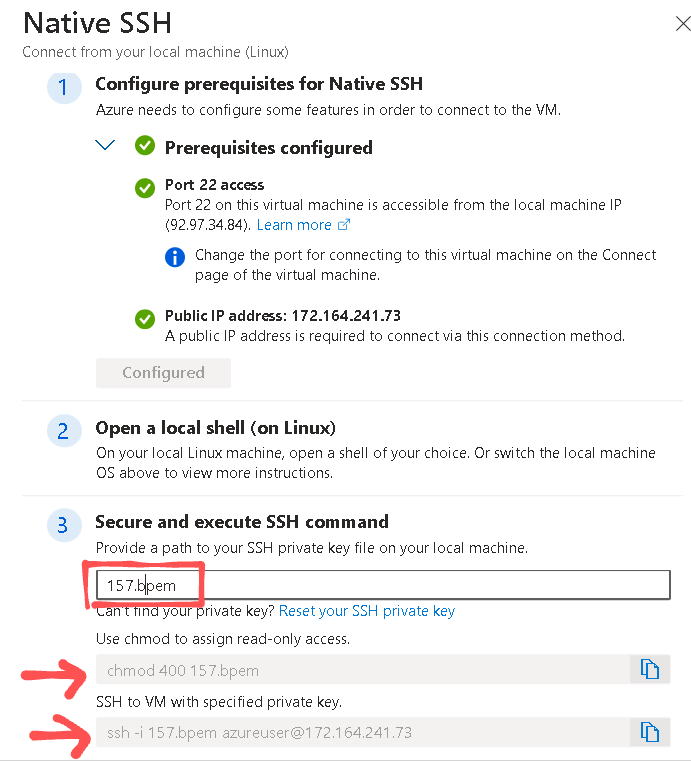 Native SSH
Connect from your local machine (Linux)
1
Configure prerequisites for Native SSH
Azure needs to configure some features in order to connect to the VM.
Prerequisites configured
Port 22 access
Port 22 on this virtual machine is accessible from the local machine IP
(92.97.34.84). Learn more
Change the port for connecting to this virtual machine on the Connect
page of the virtual machine.
Public IP address: 172.164.241.73
A public IP address is required to connect via this connection method.
Configured
2
Open a local shell (on Linux)
On your local Linux machine, open a shell of your choice. Or switch the local machine
OS above to view more instructions.
3
Secure and execute SSH command
Provide a path to your SSH private key file on your local machine.
157.bpem
Can't find your private key? Reset your SSH private key
Use chmod to assign read-only access.
chmod 400 157.bpem
SSH to VM with specified private key.
ssh -i 157.bpem azureuser@172.164.241.73